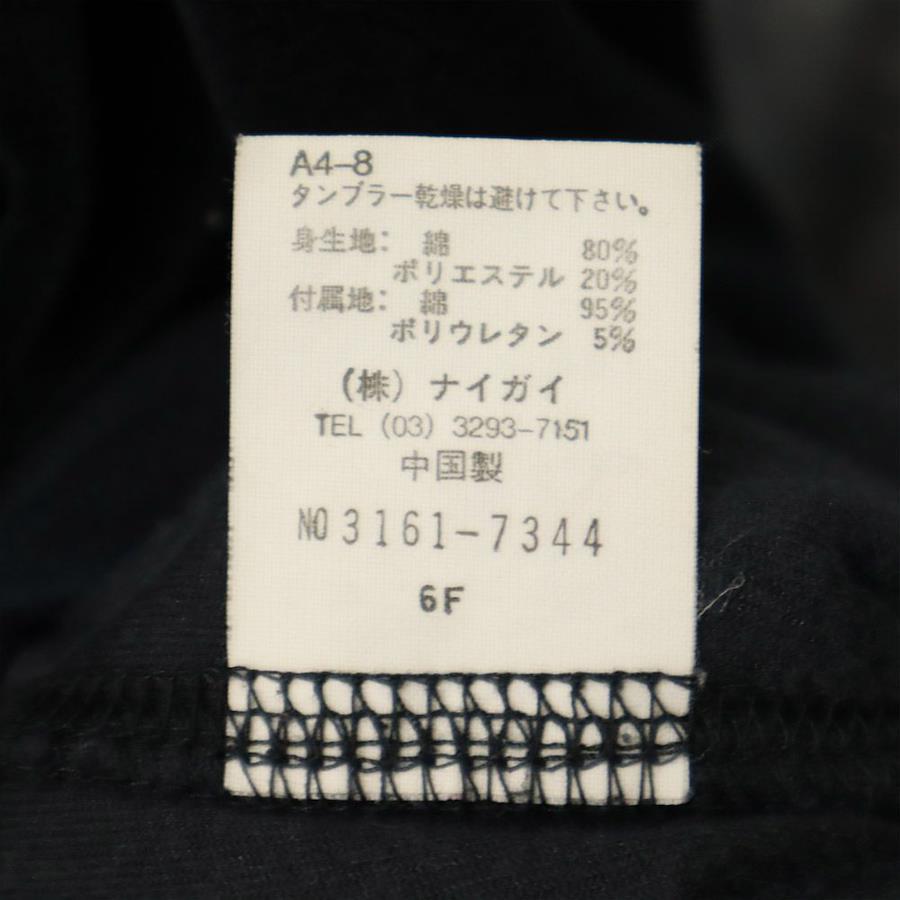 A4-8
タンブラー乾燥は避けて下さい。
身生地: 綿 80%
ポリエステル 20%
付属地: 綿 95%
ポリウレタン 5%
(株) ナイガイ
TEL (03) 3293-7151
中国製
NO 3161-7344
6F